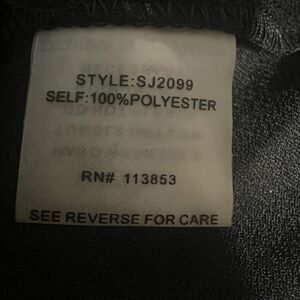 STYLE:SJ2099
SELF:100%POLYESTER
RN# 113853
SEE REVERSE FOR CARE